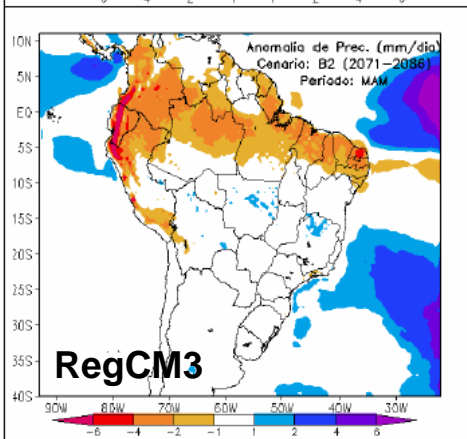 10N
Anomalia de Prec. (mm/dia)
Cenario: B2 (2071-2086)
5N
Periodo: MAM
EQ
5S
10S
15S
20S
25S
30S
35S
RegCM3
40S
90W 80W 70W 60W 50W 40W 30W
-6 -4 -2 -1 1 2 4 6